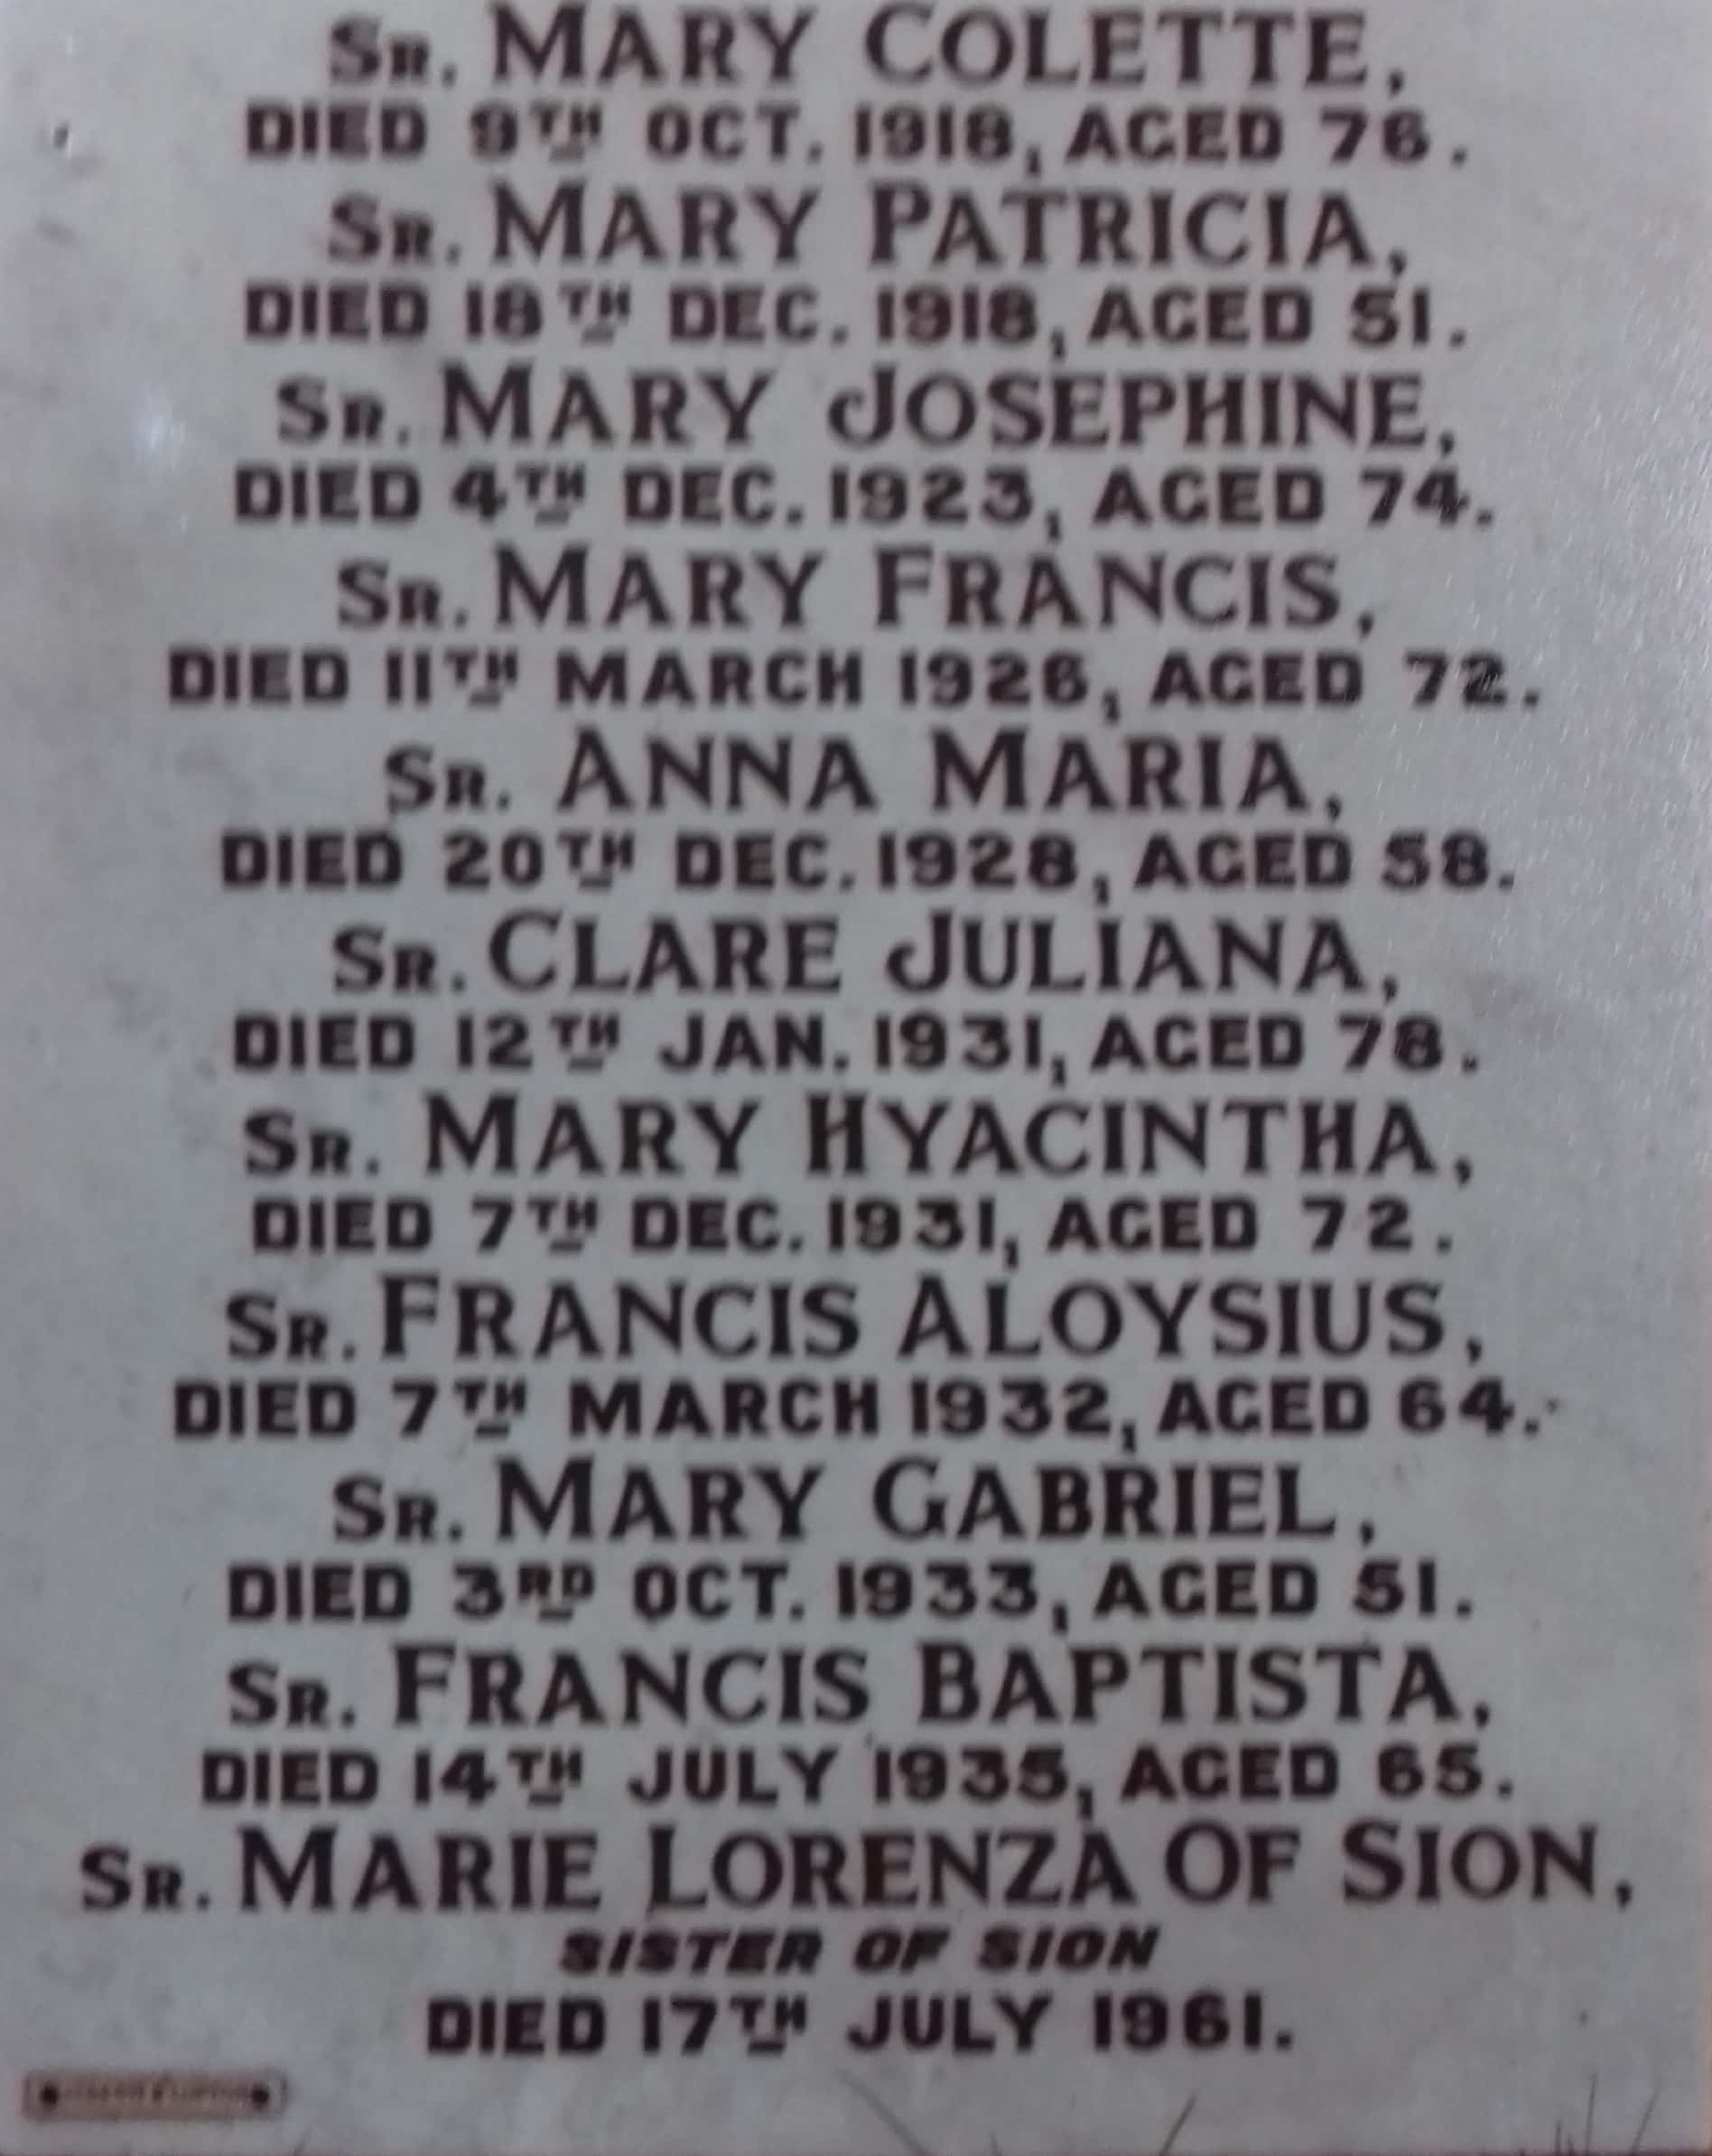 SR. MARY COLETTE,
DIED 9TH OCT. 1918, AGED 76.
SR. MARY PATRICIA,
DIED 18TH DEC. 1918, AGED 51.
SR. MARY JOSEPHINE,
DIED 4TH DEC. 1923, AGED 74.
SR. MARY FRANCIS,
DIED 11TH MARCH 1926, AGED 72.
SR. ANNA MARIA,
DIED 20TH DEC. 1928, AGED 58.
SR. CLARE JULIANA,
DIED 12TH JAN. 1931, AGED 78.
SR. MARY HYACINTHA,
DIED 7TH DEC. 1931, AGED 72.
SR. FRANCIS ALOYSIUS,
DIED 7TH MARCH 1932, AGED 64.
SR. MARY GABRIEL,
DIED 3RD OCT. 1933, AGED 51.
SR. FRANCIS BAPTISTA,
DIED 14TH JULY 1935, AGED 65.
SR. MARIE LORENZA OF SION,
SISTER OF SION
DIED 17TH JULY 1961.